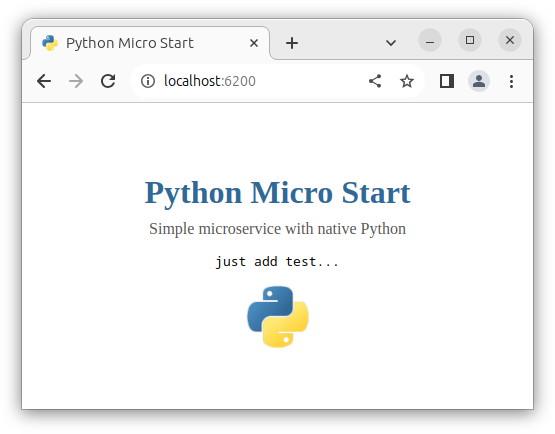 Python Micro Start
localhost:6200
Python Micro Start
Simple microservice with native Python
just add test...